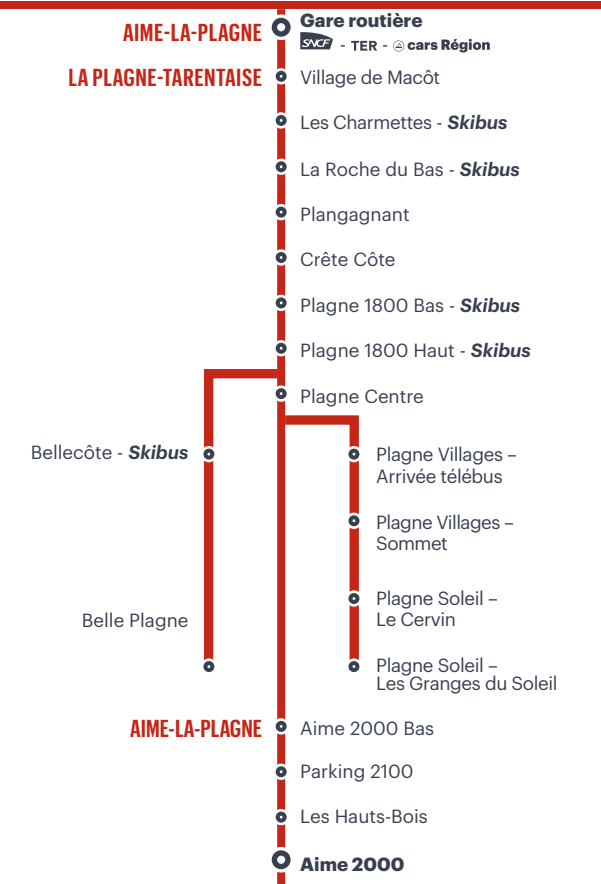 AIME-LA-PLAGNE
Gare routière
SNCF - TER - cars Région
LA PLAGNE-TARENTAISE
Village de Macôt
Les Charmettes - Skibus
La Roche du Bas - Skibus
Plangagnant
Crête Côte
Plagne 1800 Bas - Skibus
Plagne 1800 Haut - Skibus
Plagne Centre
Bellecôte - Skibus
Plagne Villages –
Arrivée télébus
Plagne Villages –
Sommet
Plagne Soleil –
Le Cervin
Belle Plagne
Plagne Soleil –
Les Granges du Soleil
AIME-LA-PLAGNE
Aime 2000 Bas
Parking 2100
Les Hauts-Bois
Aime 2000